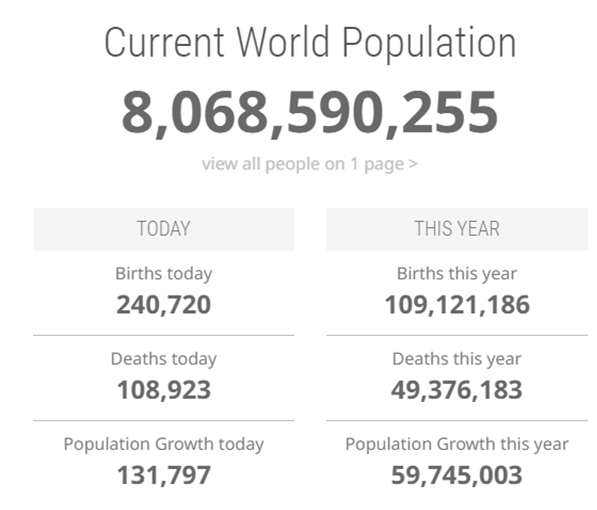 Current World Population
8,068,590,255
view all people on 1 page >
TODAY
Births today
240,720
Deaths today
108,923
Population Growth today
131,797
THIS YEAR
Births this year
109,121,186
Deaths this year
49,376,183
Population Growth this year
59,745,003